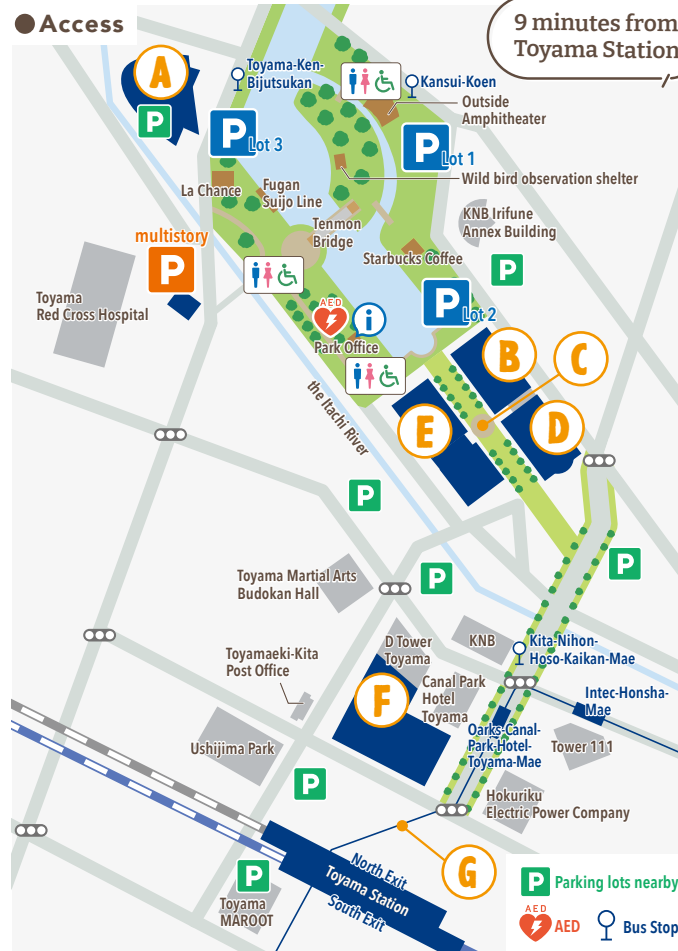 Access
9 minutes from
Toyama Station
A
P
Toyama-Ken-
Bijutsukan
Kansui-Koen
Outside
Amphitheater
P
Lot 3
P
Lot 1
La Chance
Fugan
Suijo Line
Wild bird observation shelter
KNB Irifune
Annex Building
Tenmon
Bridge
Starbucks Coffee
multistory
P
P
Toyama
Red Cross Hospital
P
Lot 2
AED
i
Park Office
B
C
the Itachi River
E
D
P
P
Toyama Martial Arts
Budokan Hall
P
D Tower
Toyama
KNB
Kita-Nihon-
Hoso-Kaikan-Mae
Toyamaeki-Kita
Post Office
Canal Park
Hotel
Toyama
Intec-Honsha-
Mae
F
Oarks-Canal-
Park-Hotel-
Toyama-Mae
Tower 111
Ushijima Park
P
Hokuriku
Electric Power Company
G
North Exit
Toyama Station
South Exit
P
Toyama
MAROOT
P
Parking lots nearby
AED
AED
Bus Stop